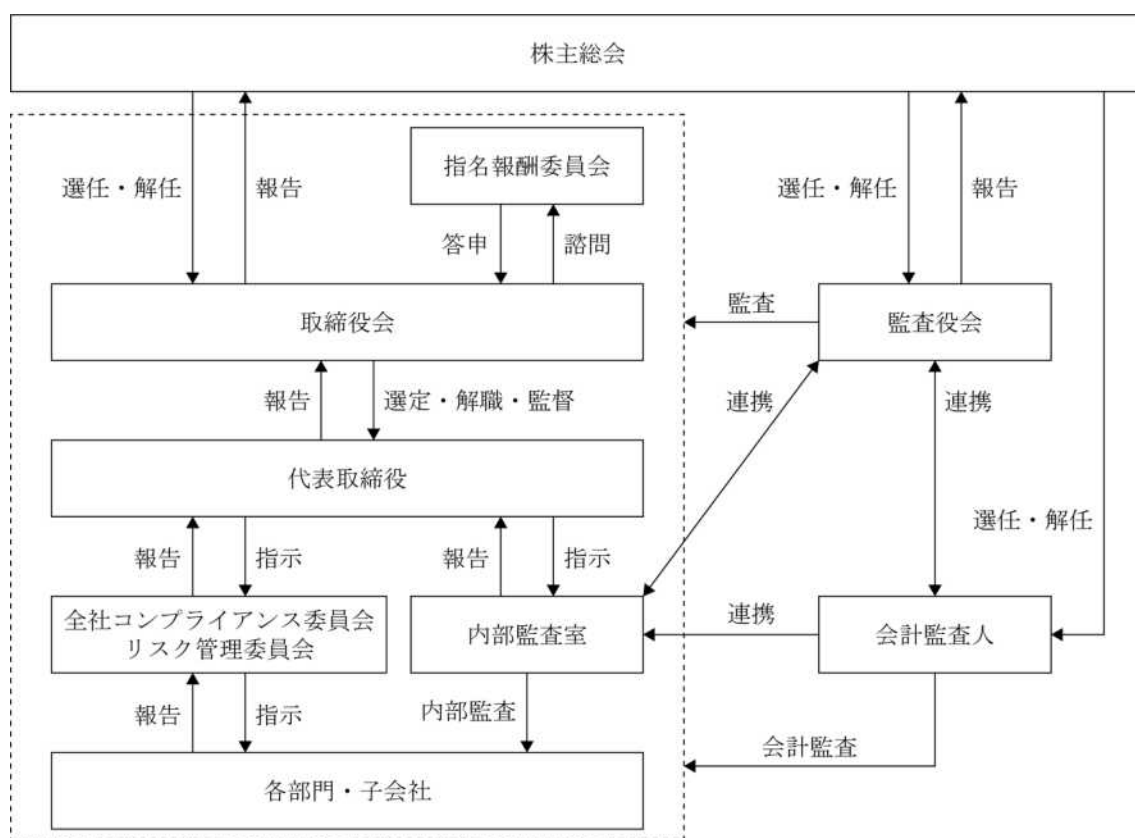 株主総会
選任・解任
報告
指名報酬委員会
選任・解任
報告
答申
諮問
取締役会
監査
監査役会
報告
選定・解職・監督
連携
連携
代表取締役
選任・解任
報告
指示
報告
指示
全社コンプライアンス委員会
リスク管理委員会
内部監査室
連携
会計監査人
報告
指示
内部監査
会計監査
各部門・子会社